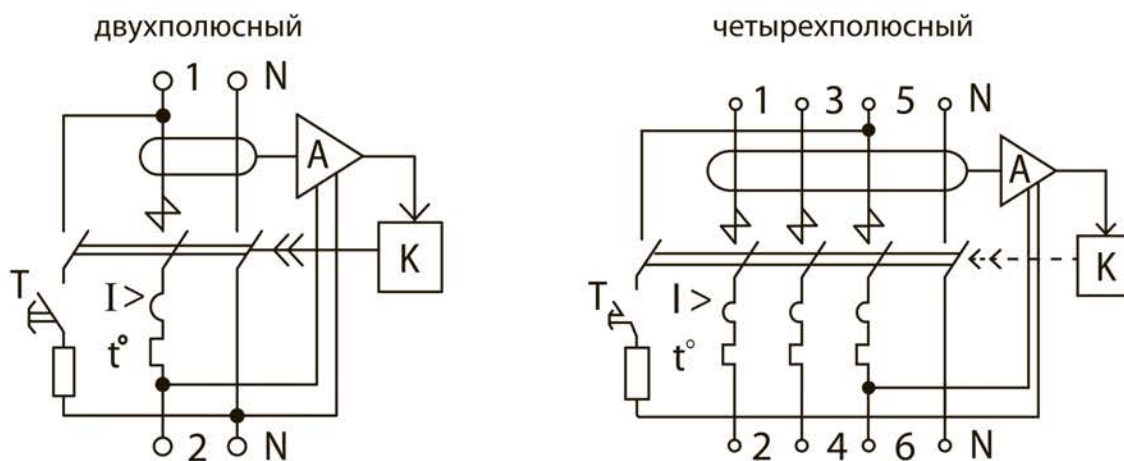 двухполюсный
1 N
A
K
T
I >
t°
2 N
четырехполюсный
1 3 5 N
A
K
T
I >
t°
2 4 6 N